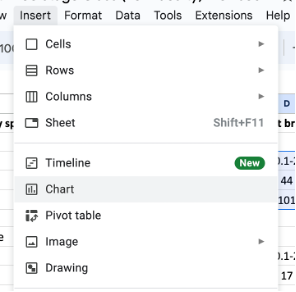 Insert Format Data Tools Extensions Help
Cells
Rows
Columns
D
Sheet Shift+F11
Timeline New
Chart
44
101
Pivot table
Image
Drawing
17